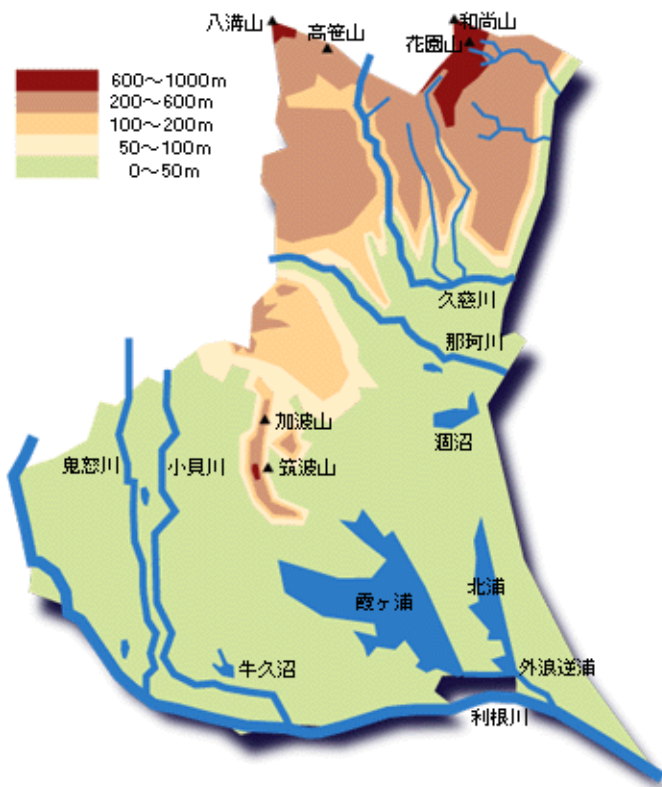 八溝山
高笹山
和尚山
花園山
600〜1000m
200〜600m
100〜200m
50〜100m
0〜50m
久慈川
那珂川
加波山
涸沼
鬼怒川
小貝川
筑波山
霞ヶ浦
北浦
牛久沼
外浪逆浦
利根川